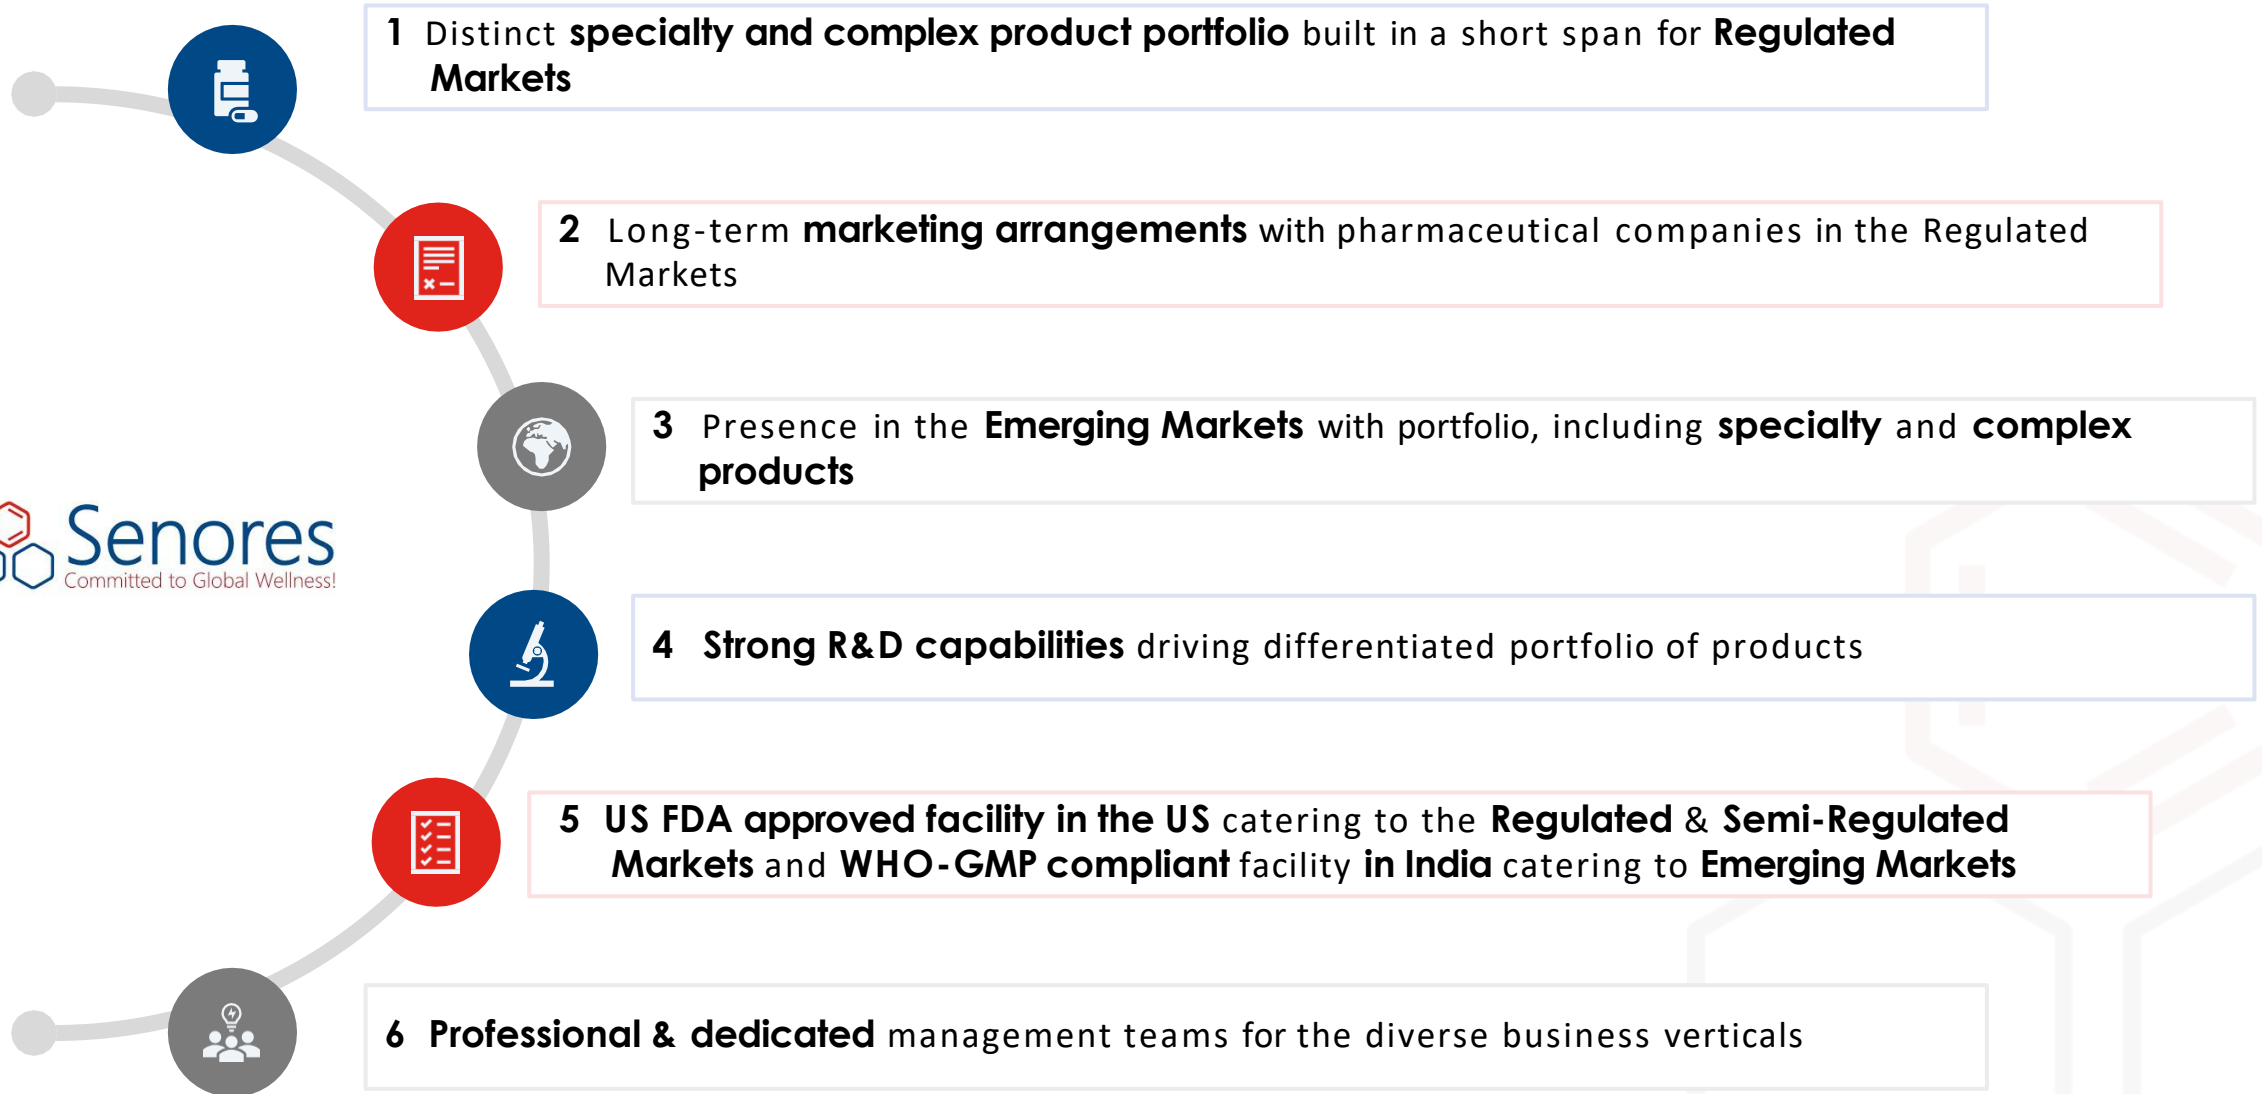 1 Distinct specialty and complex product portfolio built in a short span for Regulated
Markets
2 Long-term marketing arrangements with pharmaceutical companies in the Regulated
Markets
3 Presence in the Emerging Markets with portfolio, including specialty and complex
products
Senores
Committed to Global Wellness!
4 Strong R&D capabilities driving differentiated portfolio of products
5 US FDA approved facility in the US catering to the Regulated & Semi-Regulated
Markets and WHO-GMP compliant facility in India catering to Emerging Markets
6 Professional & dedicated management teams for the diverse business verticals